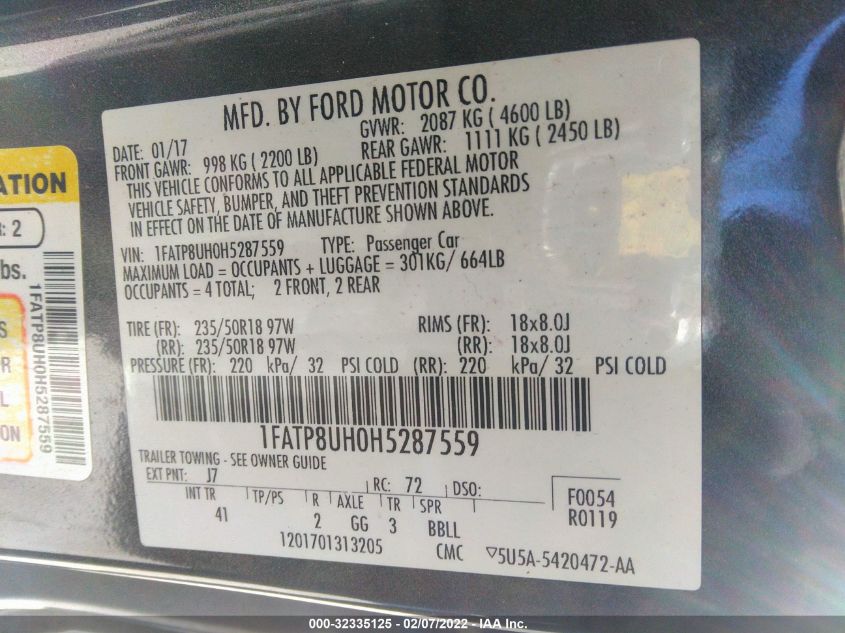 MFD. BY FORD MOTOR CO.
DATE: 01/17 GVWR: 2087 KG ( 4600 LB)
FRONT GAWR: 998 KG ( 2200 LB) REAR GAWR: 1111 KG ( 2450 LB)
THIS VEHICLE CONFORMS TO ALL APPLICABLE FEDERAL MOTOR
VEHICLE SAFETY, BUMPER, AND THEFT PREVENTION STANDARDS
IN EFFECT ON THE DATE OF MANUFACTURE SHOWN ABOVE.
VIN: 1FATP8UH0H5287559 TYPE: Passenger Car
MAXIMUM LOAD = OCCUPANTS + LUGGAGE = 301KG/ 664LB
OCCUPANTS = 4 TOTAL; 2 FRONT, 2 REAR
TIRE (FR): 235/50R18 97W RIMS (FR): 18x8.0J
(RR): 235/50R18 97W (RR): 18x8.0J
PRESSURE (FR): 220 kPa/ 32 PSI COLD (RR): 220 kPa/ 32 PSI COLD
1FATP8UH0H5287559
TRAILER TOWING - SEE OWNER GUIDE
EXT PNT: J7 RC: 72 DSO: F0054
INT TR TP/PS R AXLE TR SPR R0119
41 2 GG 3 BBLL
1201701313205 CMC ▽5U5A-5420472-AA
ATION
: 2
bs.
1FATP8UH0H5287559
S
OR
L
ON
000-32335125 - 02/07/2022 - IAAI.COM